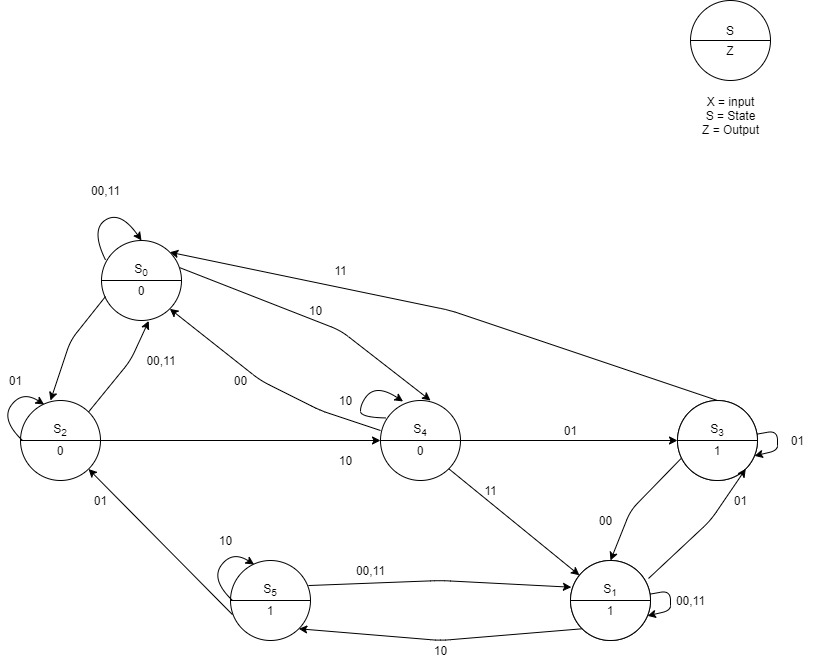 S
Z
X = input
S = State
Z = Output
00,11
S0
0
11
10
00,11
00
01
10
S2
0
S4
0
01
S3
1
01
10
01
11
00
01
10
00,11
S5
1
S1
1
00,11
10